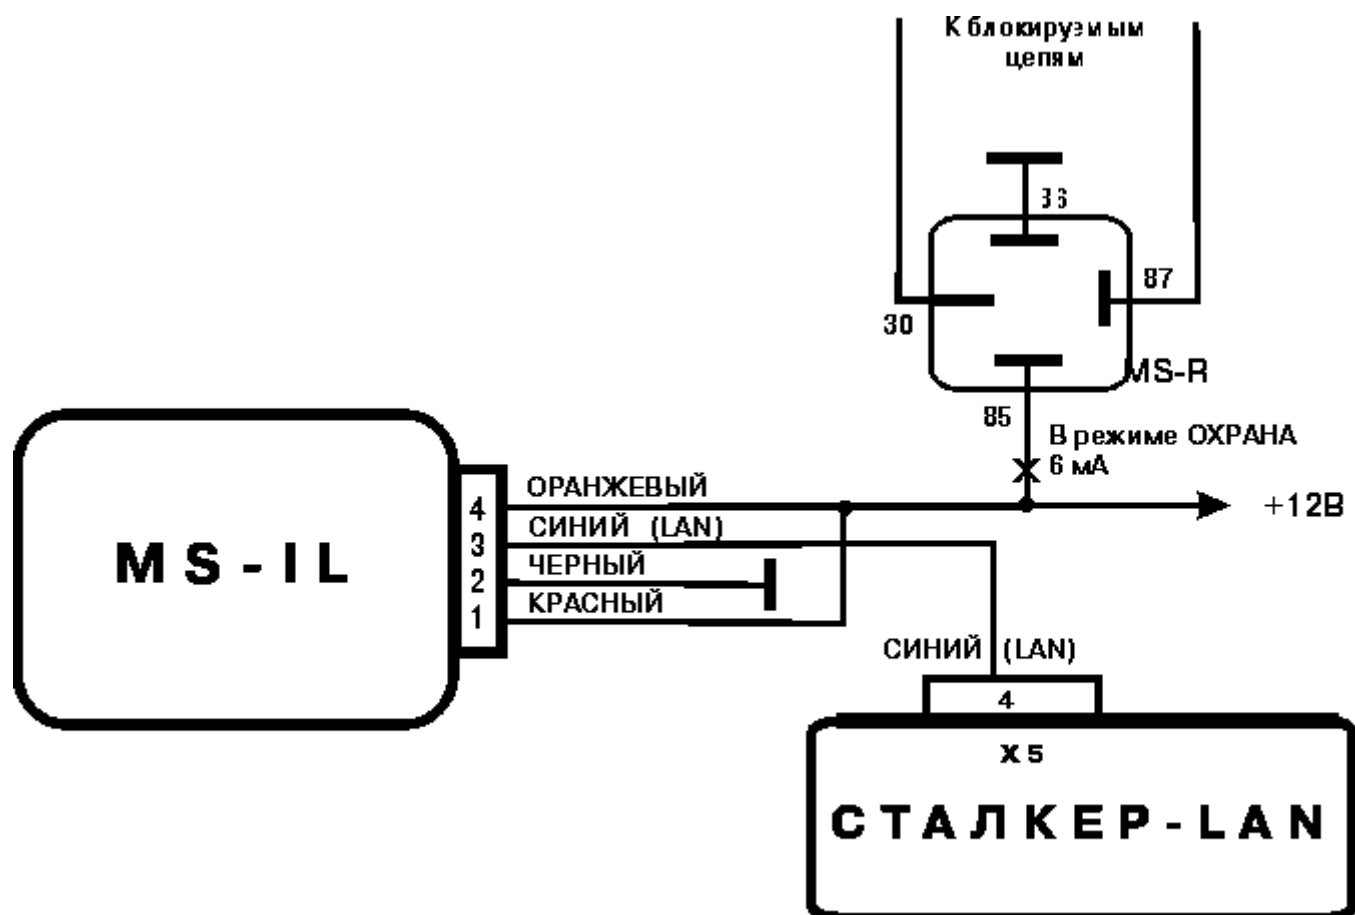 К блокируемым
цепям
36
87
30
MS-R
85
В режиме ОХРАНА
6 мА
+12В
MS-IL
4
ОРАНЖЕВЫЙ
3
СИНИЙ (LAN)
2
ЧЕРНЫЙ
1
КРАСНЫЙ
СИНИЙ (LAN)
4
X5
СТАЛКЕР-LAN